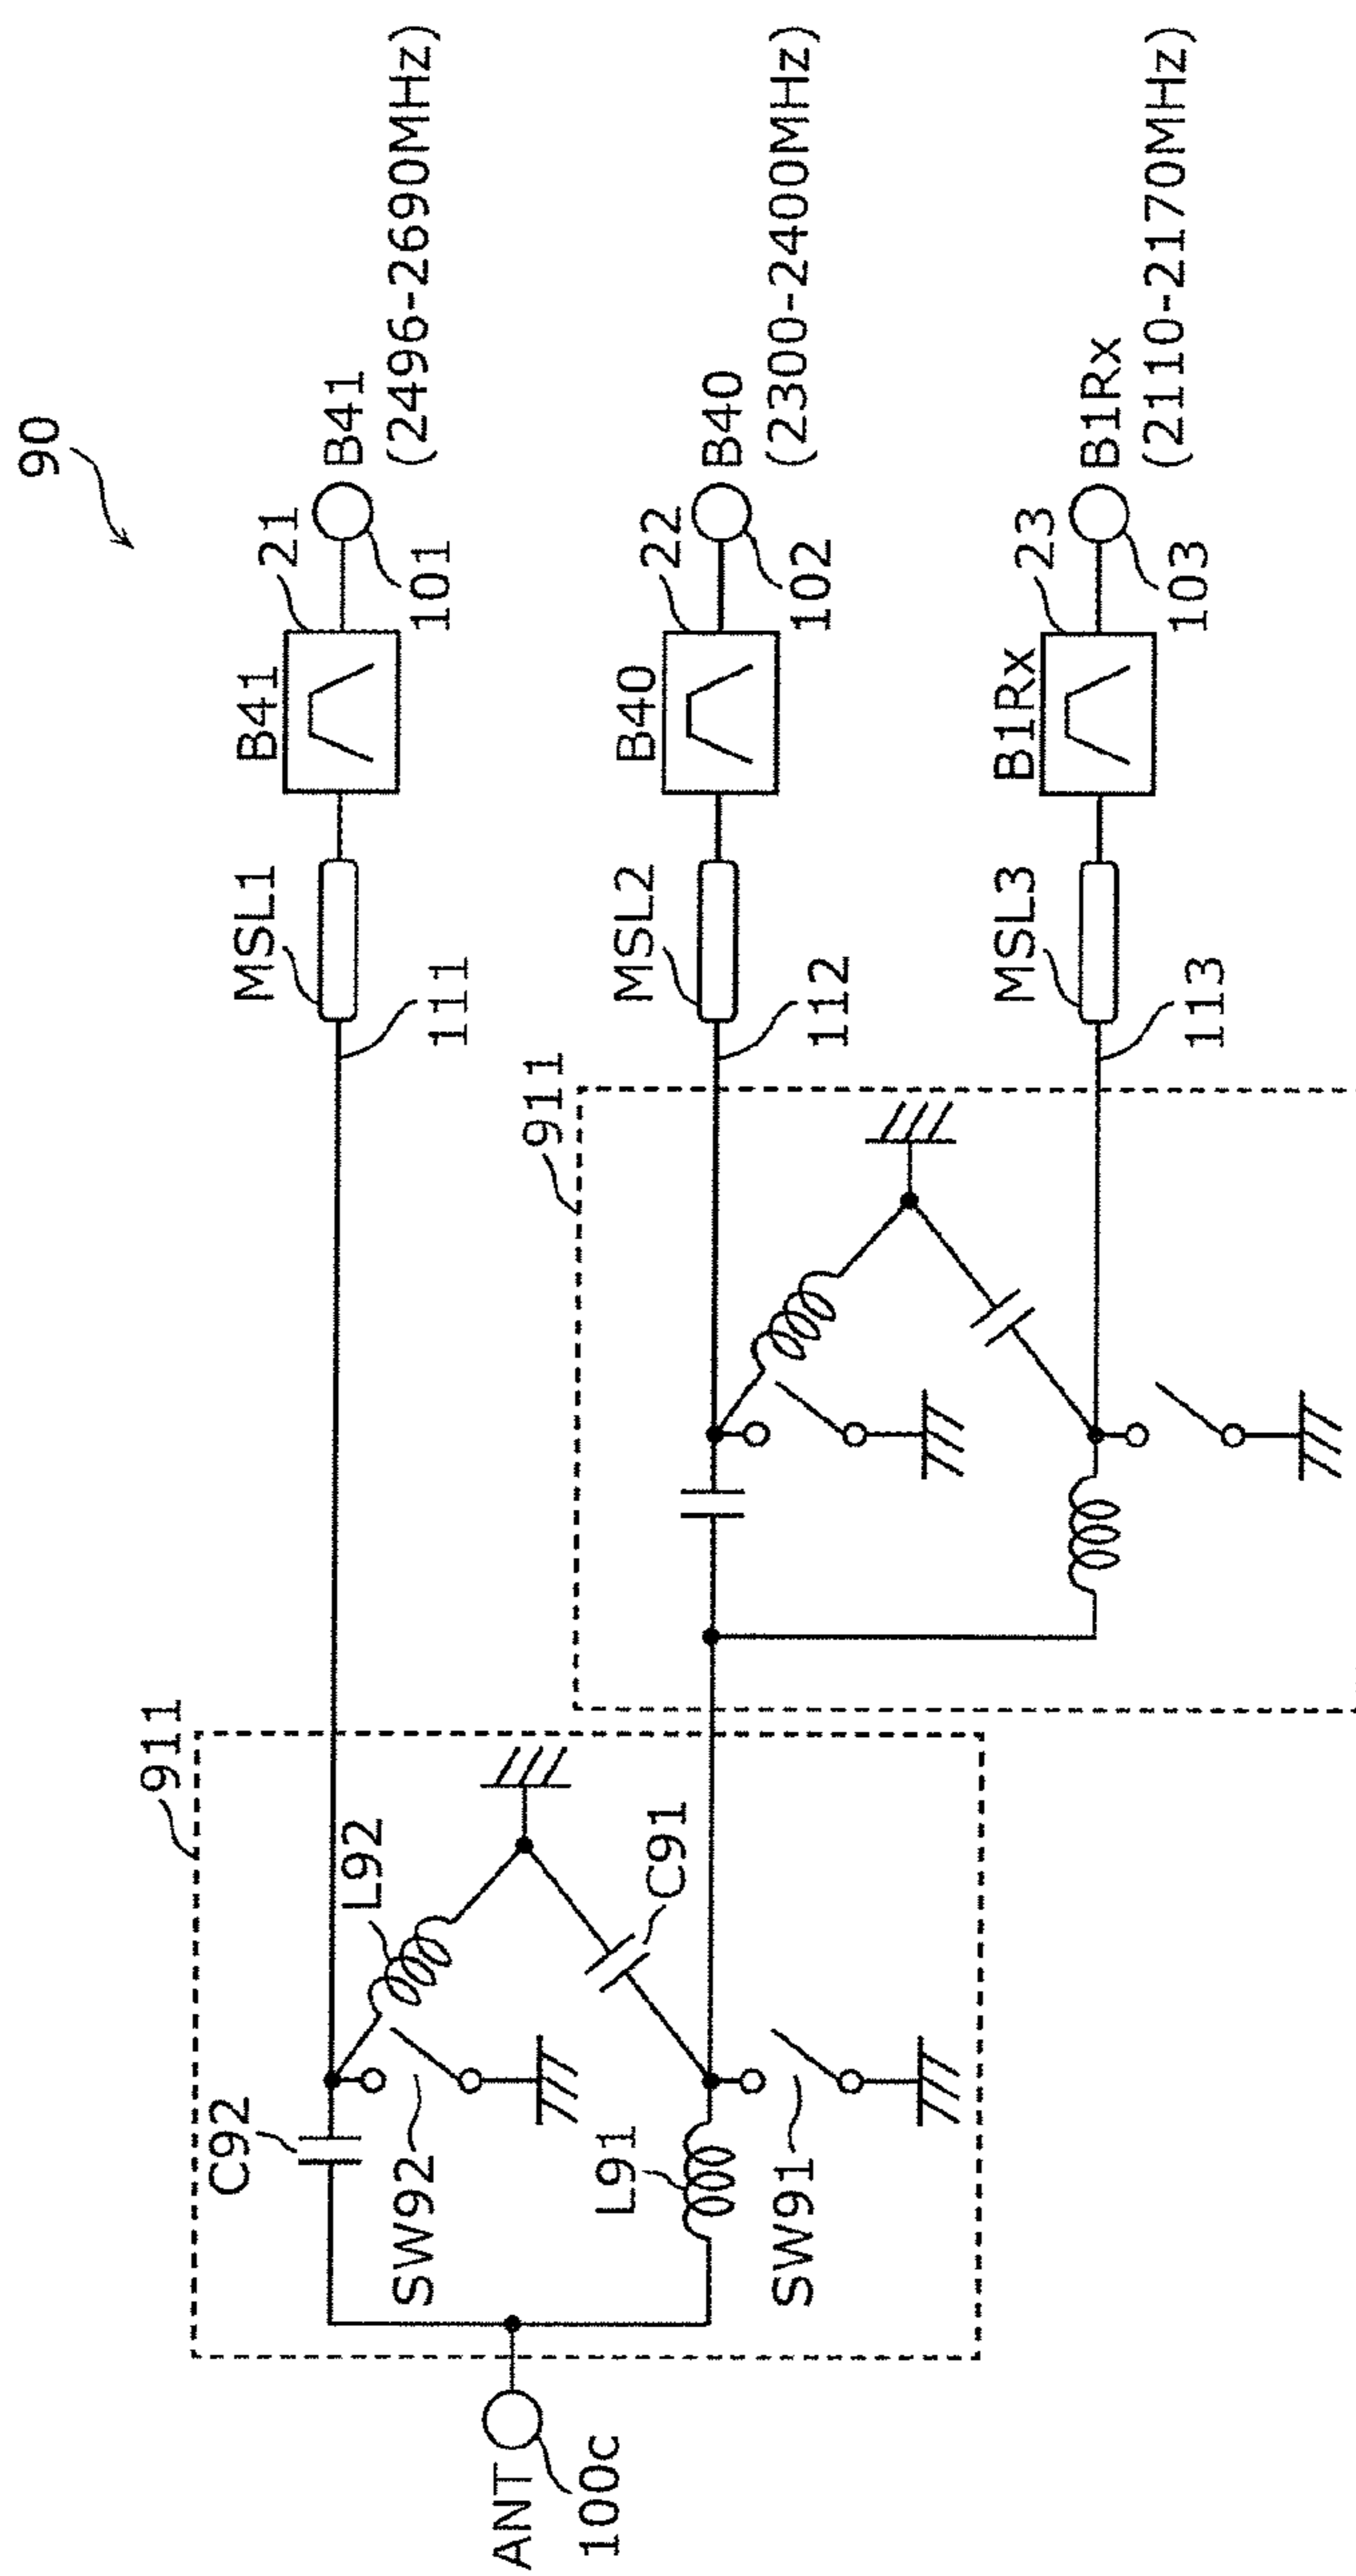 90
B41
(2496-2690MHz)
21
101
B41
MSL1
111
B40
(2300-2400MHz)
22
102
B40
MSL2
112
B1Rx
(2110-2170MHz)
23
103
B1Rx
MSL3
113
911
911
L92
C91
C92
SW92
L91
SW91
ANT
100c